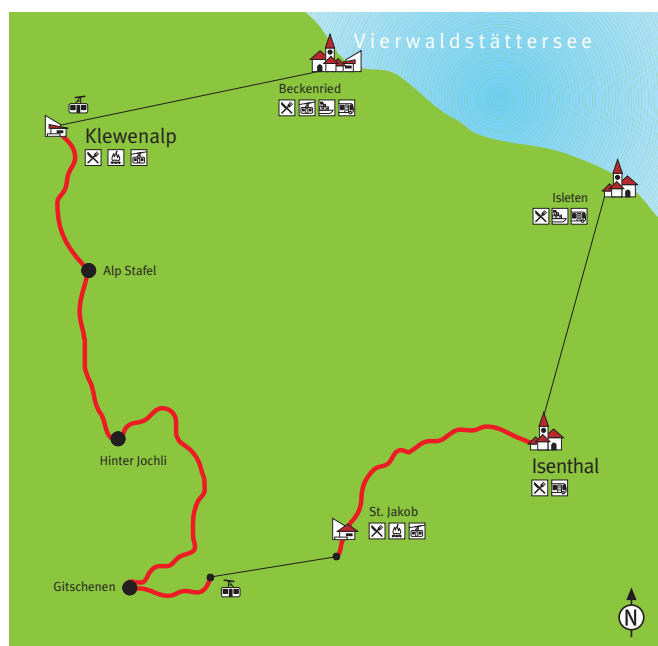 Vierwaldstättersee
Beckenried
Klewenalp
Isleten
Alp Stafel
Hinter Jochli
Isenthal
St. Jakob
Gitschenen
N